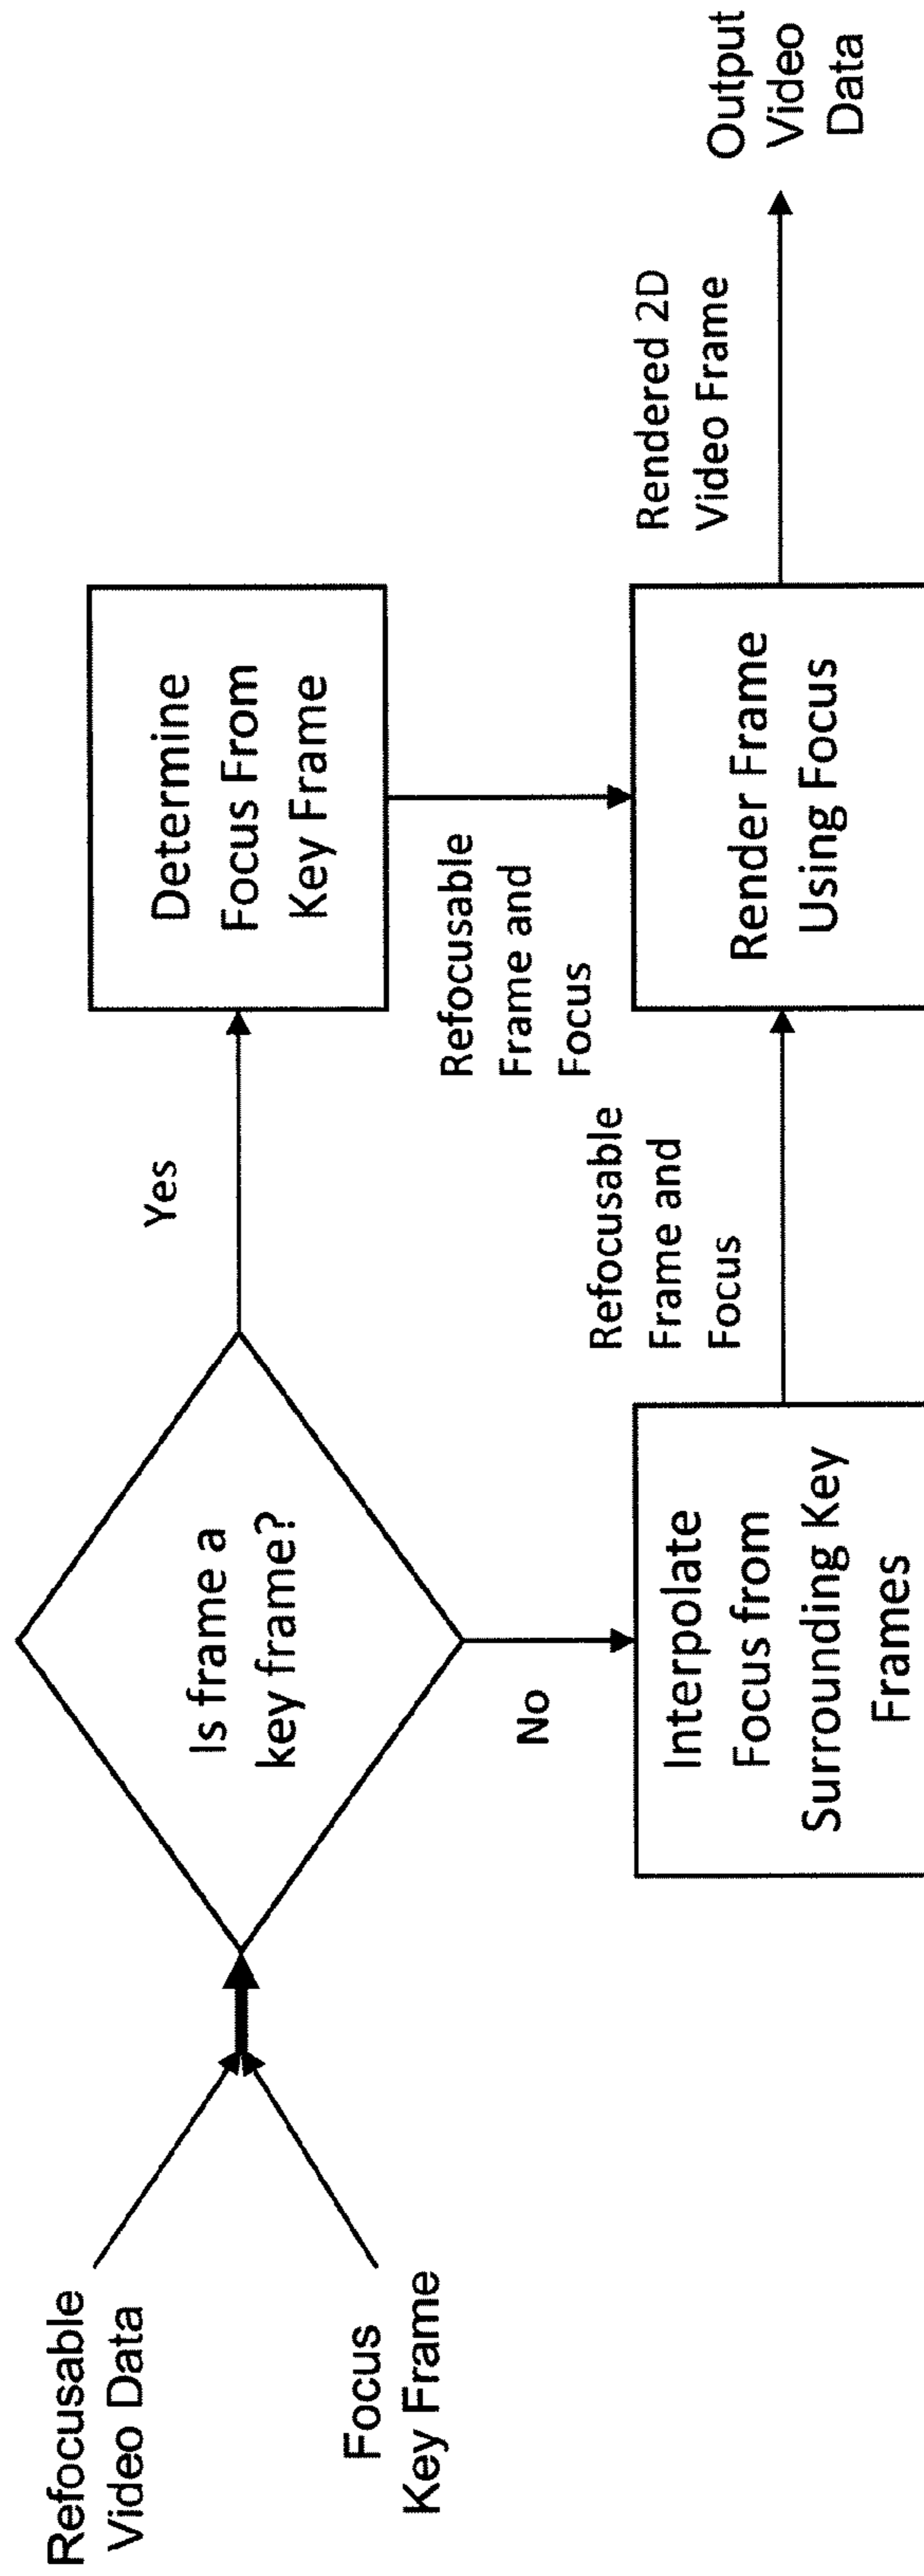 Refocusable
Video Data
Focus
Key Frame
Is frame a
key frame?
Yes
No
Determine
Focus From
Key Frame
Refocusable
Frame and
Focus
Interpolate
Focus from
Surrounding Key
Frames
Refocusable
Frame and
Focus
Render Frame
Using Focus
Rendered 2D
Video Frame
Output
Video
Data